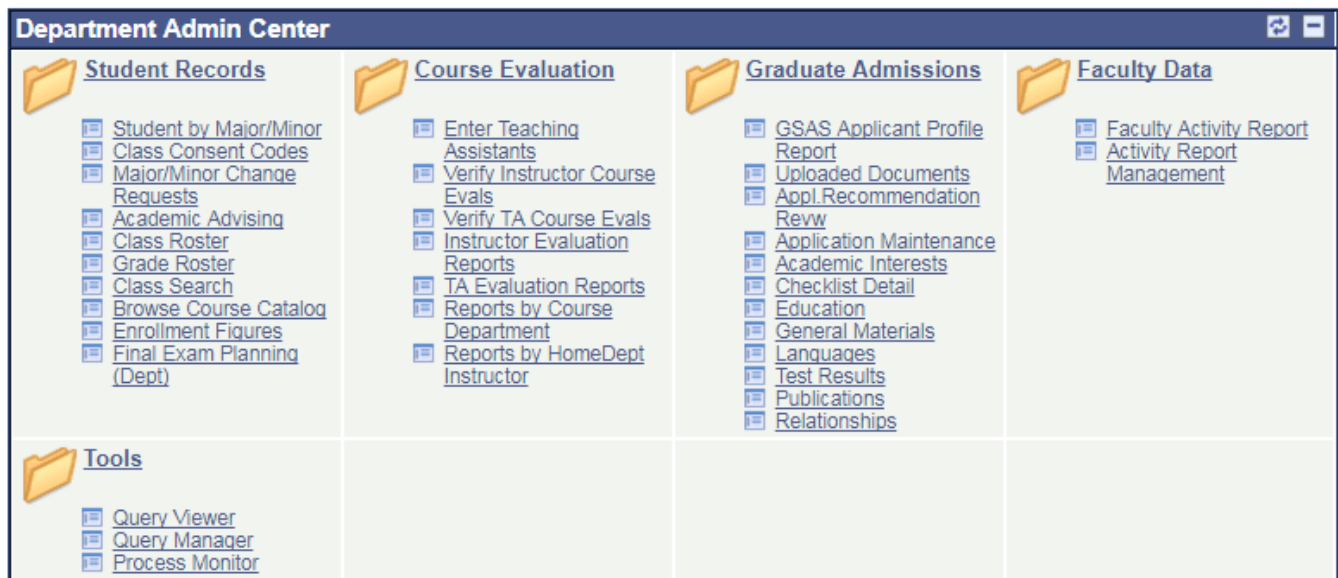 Department Admin Center
Student Records
Student by Major/Minor
Class Consent Codes
Major/Minor Change
Requests
Academic Advising
Class Roster
Grade Roster
Class Search
Browse Course Catalog
Enrollment Figures
Final Exam Planning
(Dept)
Course Evaluation
Enter Teaching
Assistants
Verify Instructor Course
Evals
Verify TA Course Evals
Instructor Evaluation
Reports
TA Evaluation Reports
Reports by Course
Department
Reports by HomeDept
Instructor
Graduate Admissions
GSAS Applicant Profile
Report
Uploaded Documents
Appl.Recommendation
Revw
Application Maintenance
Academic Interests
Checklist Detail
Education
General Materials
Languages
Test Results
Publications
Relationships
Faculty Data
Faculty Activity Report
Activity Report
Management
Tools
Query Viewer
Query Manager
Process Monitor